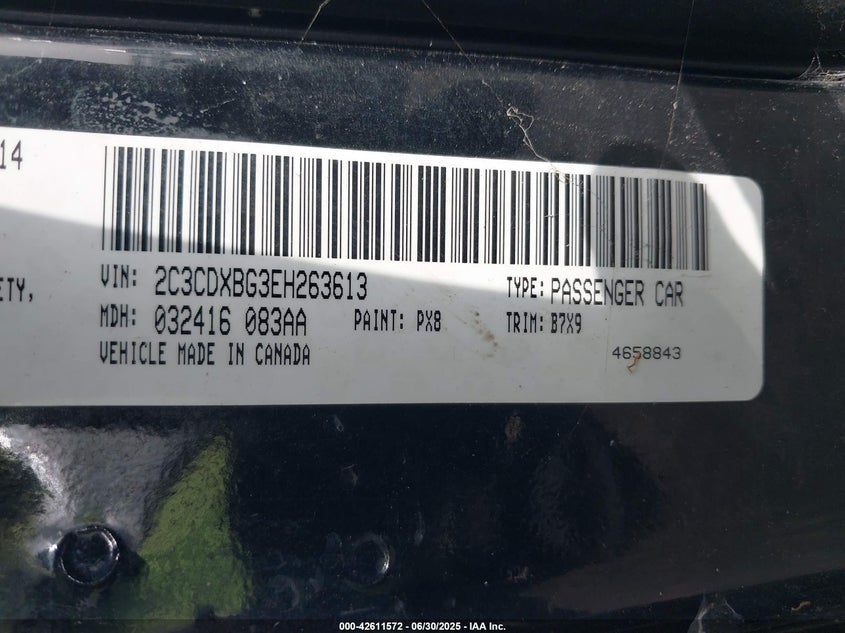 14
ETY,
VIN: 2C3CDXBG3EH263613 TYPE: PASSENGER CAR
MDH: 032416 083AA PAINT: PX8 TRIM: B7X9
VEHICLE MADE IN CANADA 4658843
000-42611572 - 06/30/2025 - IAA Inc.